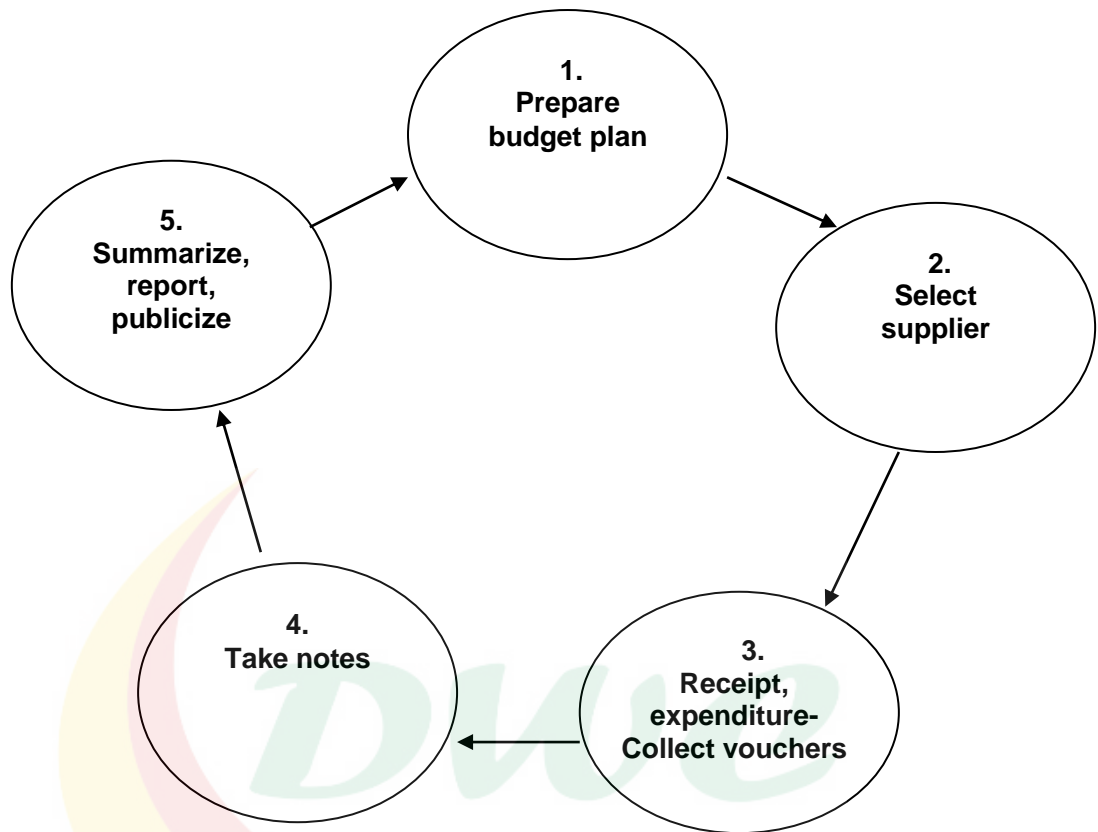 1.
Prepare
budget plan
2.
Select
supplier
3.
Receipt,
expenditure-
Collect vouchers
4.
Take notes
5.
Summarize,
report,
publicize
DWC